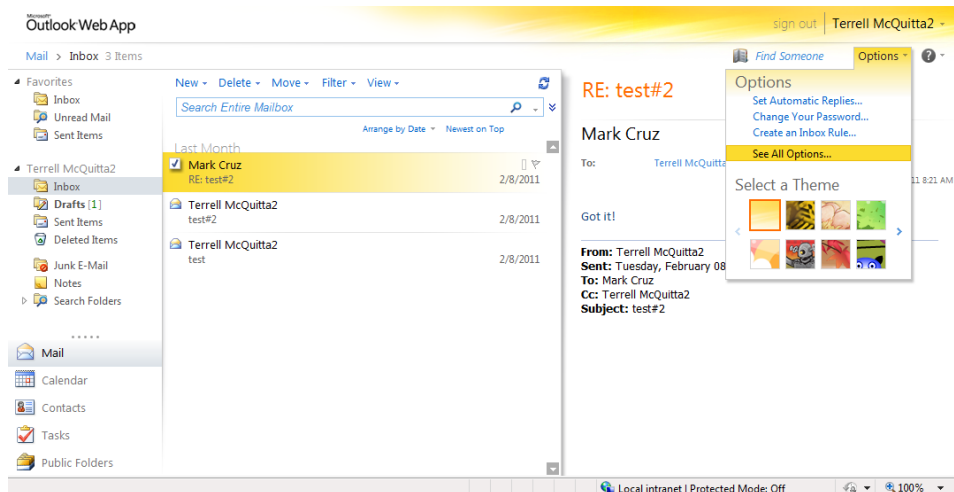 Microsoft®
Outlook Web App
sign out Terrell McQuitta2
Mail > Inbox 3 Items
Find Someone Options
Favorites
Inbox
Unread Mail
Sent Items
Terrell McQuitta2
Inbox
Drafts [1]
Sent Items
Deleted Items
Junk E-Mail
Notes
Search Folders
Mail
Calendar
Contacts
Tasks
Public Folders
New Delete Move Filter View
Search Entire Mailbox
Arrange by Date Newest on Top
Last Month
Mark Cruz
RE: test#2 2/8/2011
Terrell McQuitta2
test#2 2/8/2011
Terrell McQuitta2
test 2/8/2011
RE: test#2
Mark Cruz
To: Terrell McQuitta
11 8:21 AM
Got it!
From: Terrell McQuitta2
Sent: Tuesday, February 08
To: Mark Cruz
Cc: Terrell McQuitta2
Subject: test#2
Options
Set Automatic Replies...
Change Your Password...
Create an Inbox Rule...
See All Options...
Select a Theme
Local intranet | Protected Mode: Off 100%